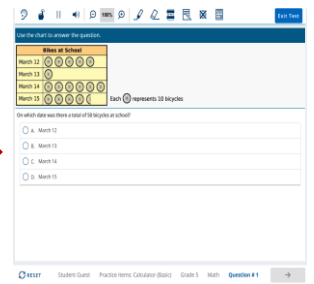 100%
Exit Test
Use the chart to answer the question.
Bikes at School
March 12
March 13
March 14
March 15
Each represents 10 bicycles
On which date was there a total of 50 bicycles at school?
A. March 12
B. March 13
C. March 14
D. March 15
RESET Student: Guest Practice Items: Calculator (Basic) Grade 5 Math Question # 1